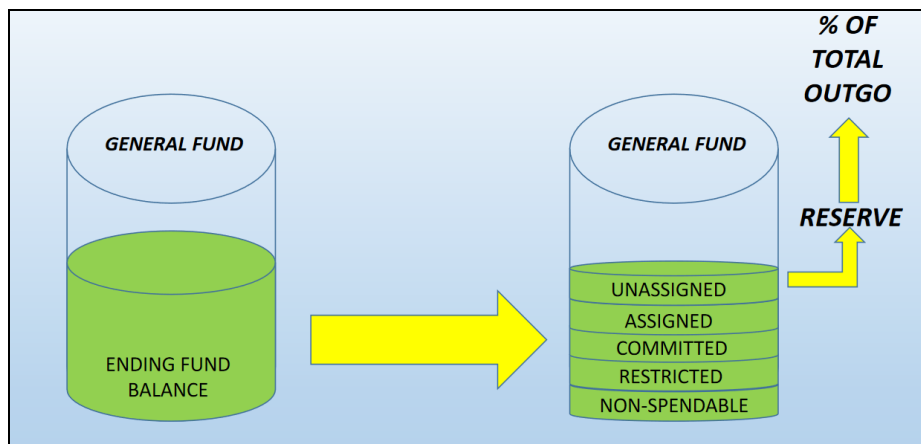 % OF
TOTAL
OUTGO
GENERAL FUND
GENERAL FUND
RESERVE
UNASSIGNED
ASSIGNED
COMMITTED
RESTRICTED
NON-SPENDABLE
ENDING FUND
BALANCE